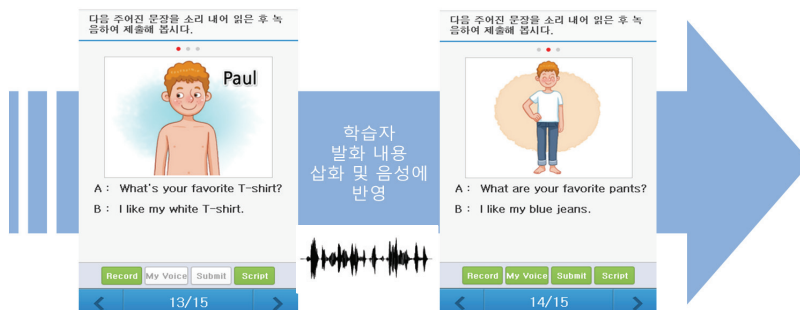 다음 주어진 문장을 소리 내어 읽은 후 녹
음하여 제출해 봅시다.
Paul
A : What's your favorite T-shirt?
B : I like my white T-shirt.
Record My Voice Submit Script
13/15
학습자
발화 내용
삽화 및 음성에
반영
다음 주어진 문장을 소리 내어 읽은 후 녹
음하여 제출해 봅시다.
A : What are your favorite pants?
B : I like my blue jeans.
Record My Voice Submit Script
14/15